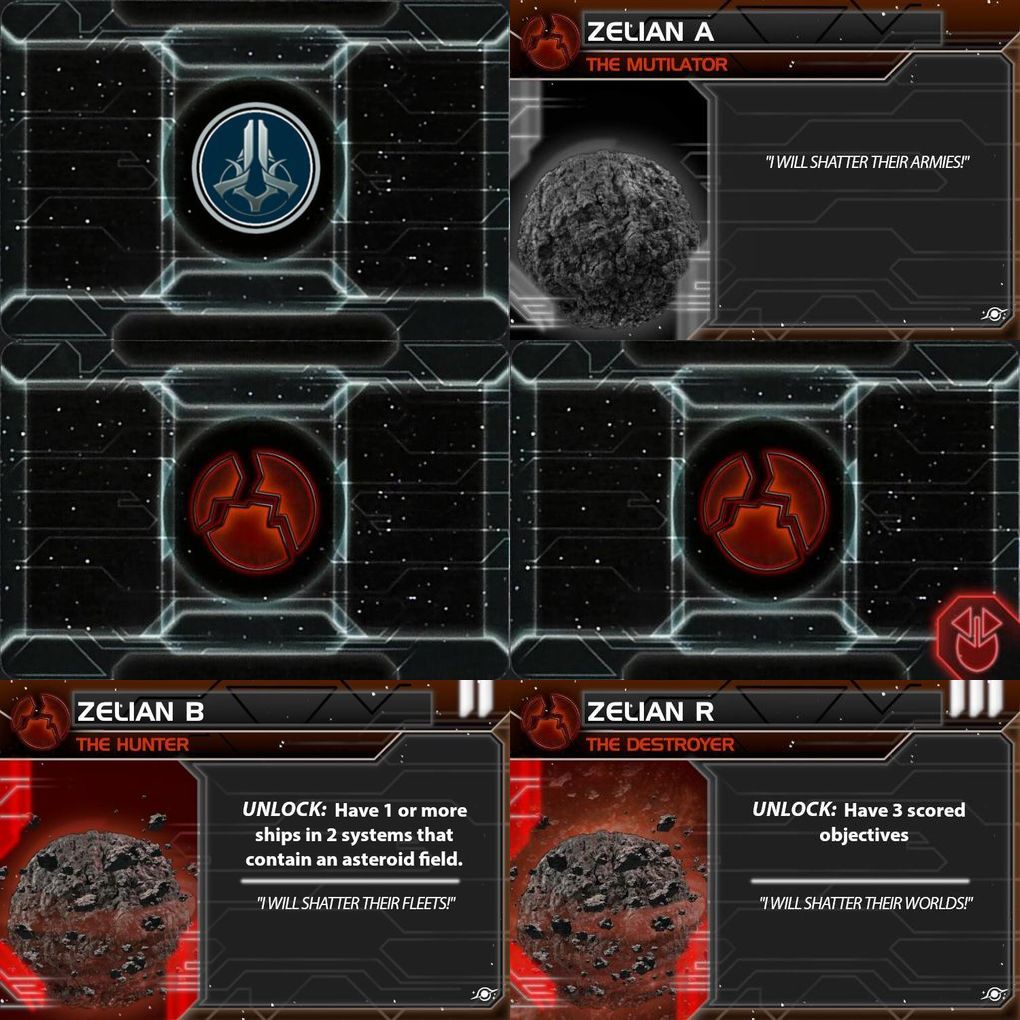 ZELIAN A
THE MUTILATOR
"I WILL SHATTER THEIR ARMIES!"
ZELIAN B
II
THE HUNTER
UNLOCK: Have 1 or more
ships in 2 systems that
contain an asteroid field.
"I WILL SHATTER THEIR FLEETS!"
ZELIAN R
III
THE DESTROYER
UNLOCK: Have 3 scored
objectives
"I WILL SHATTER THEIR WORLDS!"